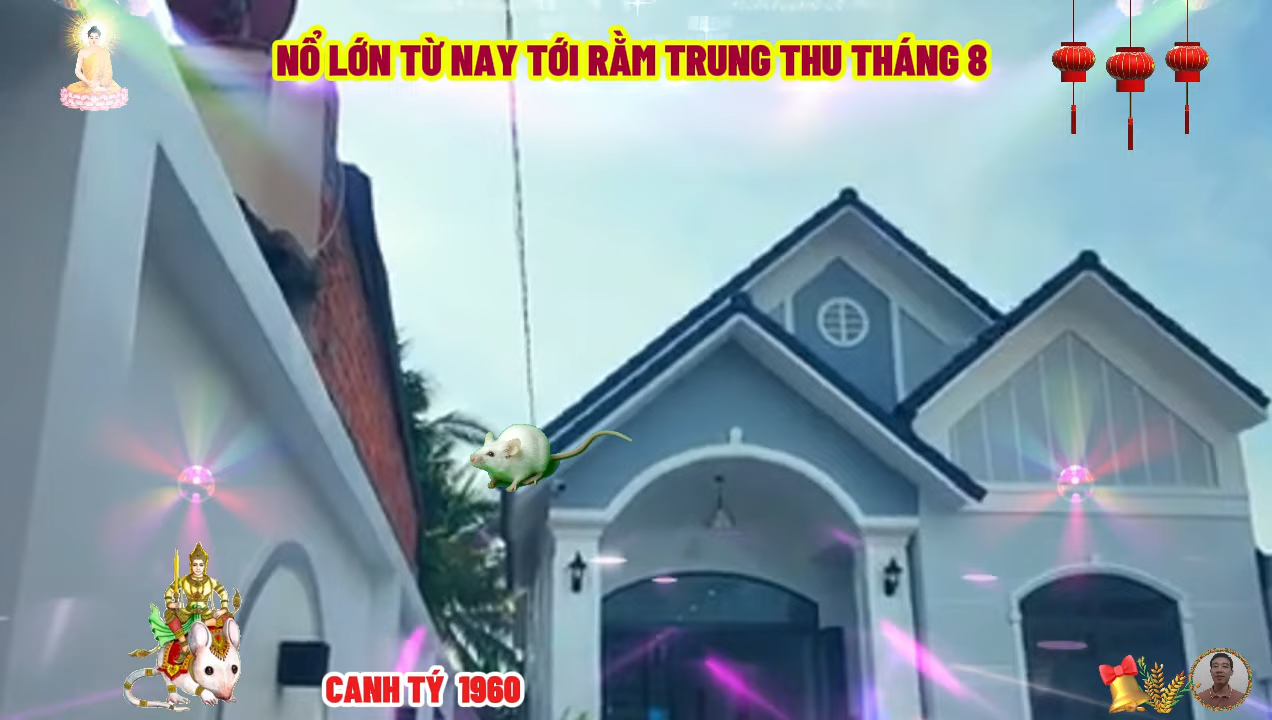 NỔ LỚN TỪ NAY TỚI RẰM TRUNG THU THÁNG 8
CANH TÝ 1960